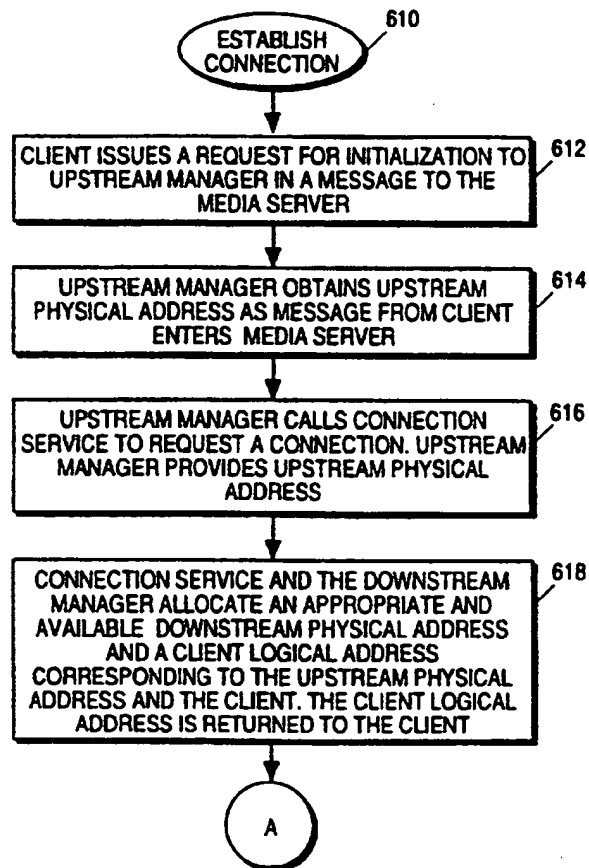 610
ESTABLISH
CONNECTION
612
CLIENT ISSUES A REQUEST FOR INITIALIZATION TO
UPSTREAM MANAGER IN A MESSAGE TO THE
MEDIA SERVER
614
UPSTREAM MANAGER OBTAINS UPSTREAM
PHYSICAL ADDRESS AS MESSAGE FROM CLIENT
ENTERS MEDIA SERVER
616
UPSTREAM MANAGER CALLS CONNECTION
SERVICE TO REQUEST A CONNECTION. UPSTREAM
MANAGER PROVIDES UPSTREAM PHYSICAL
ADDRESS
618
CONNECTION SERVICE AND THE DOWNSTREAM
MANAGER ALLOCATE AN APPROPRIATE AND
AVAILABLE DOWNSTREAM PHYSICAL ADDRESS
AND A CLIENT LOGICAL ADDRESS
CORRESPONDING TO THE UPSTREAM PHYSICAL
ADDRESS AND THE CLIENT. THE CLIENT LOGICAL
ADDRESS IS RETURNED TO THE CLIENT
A